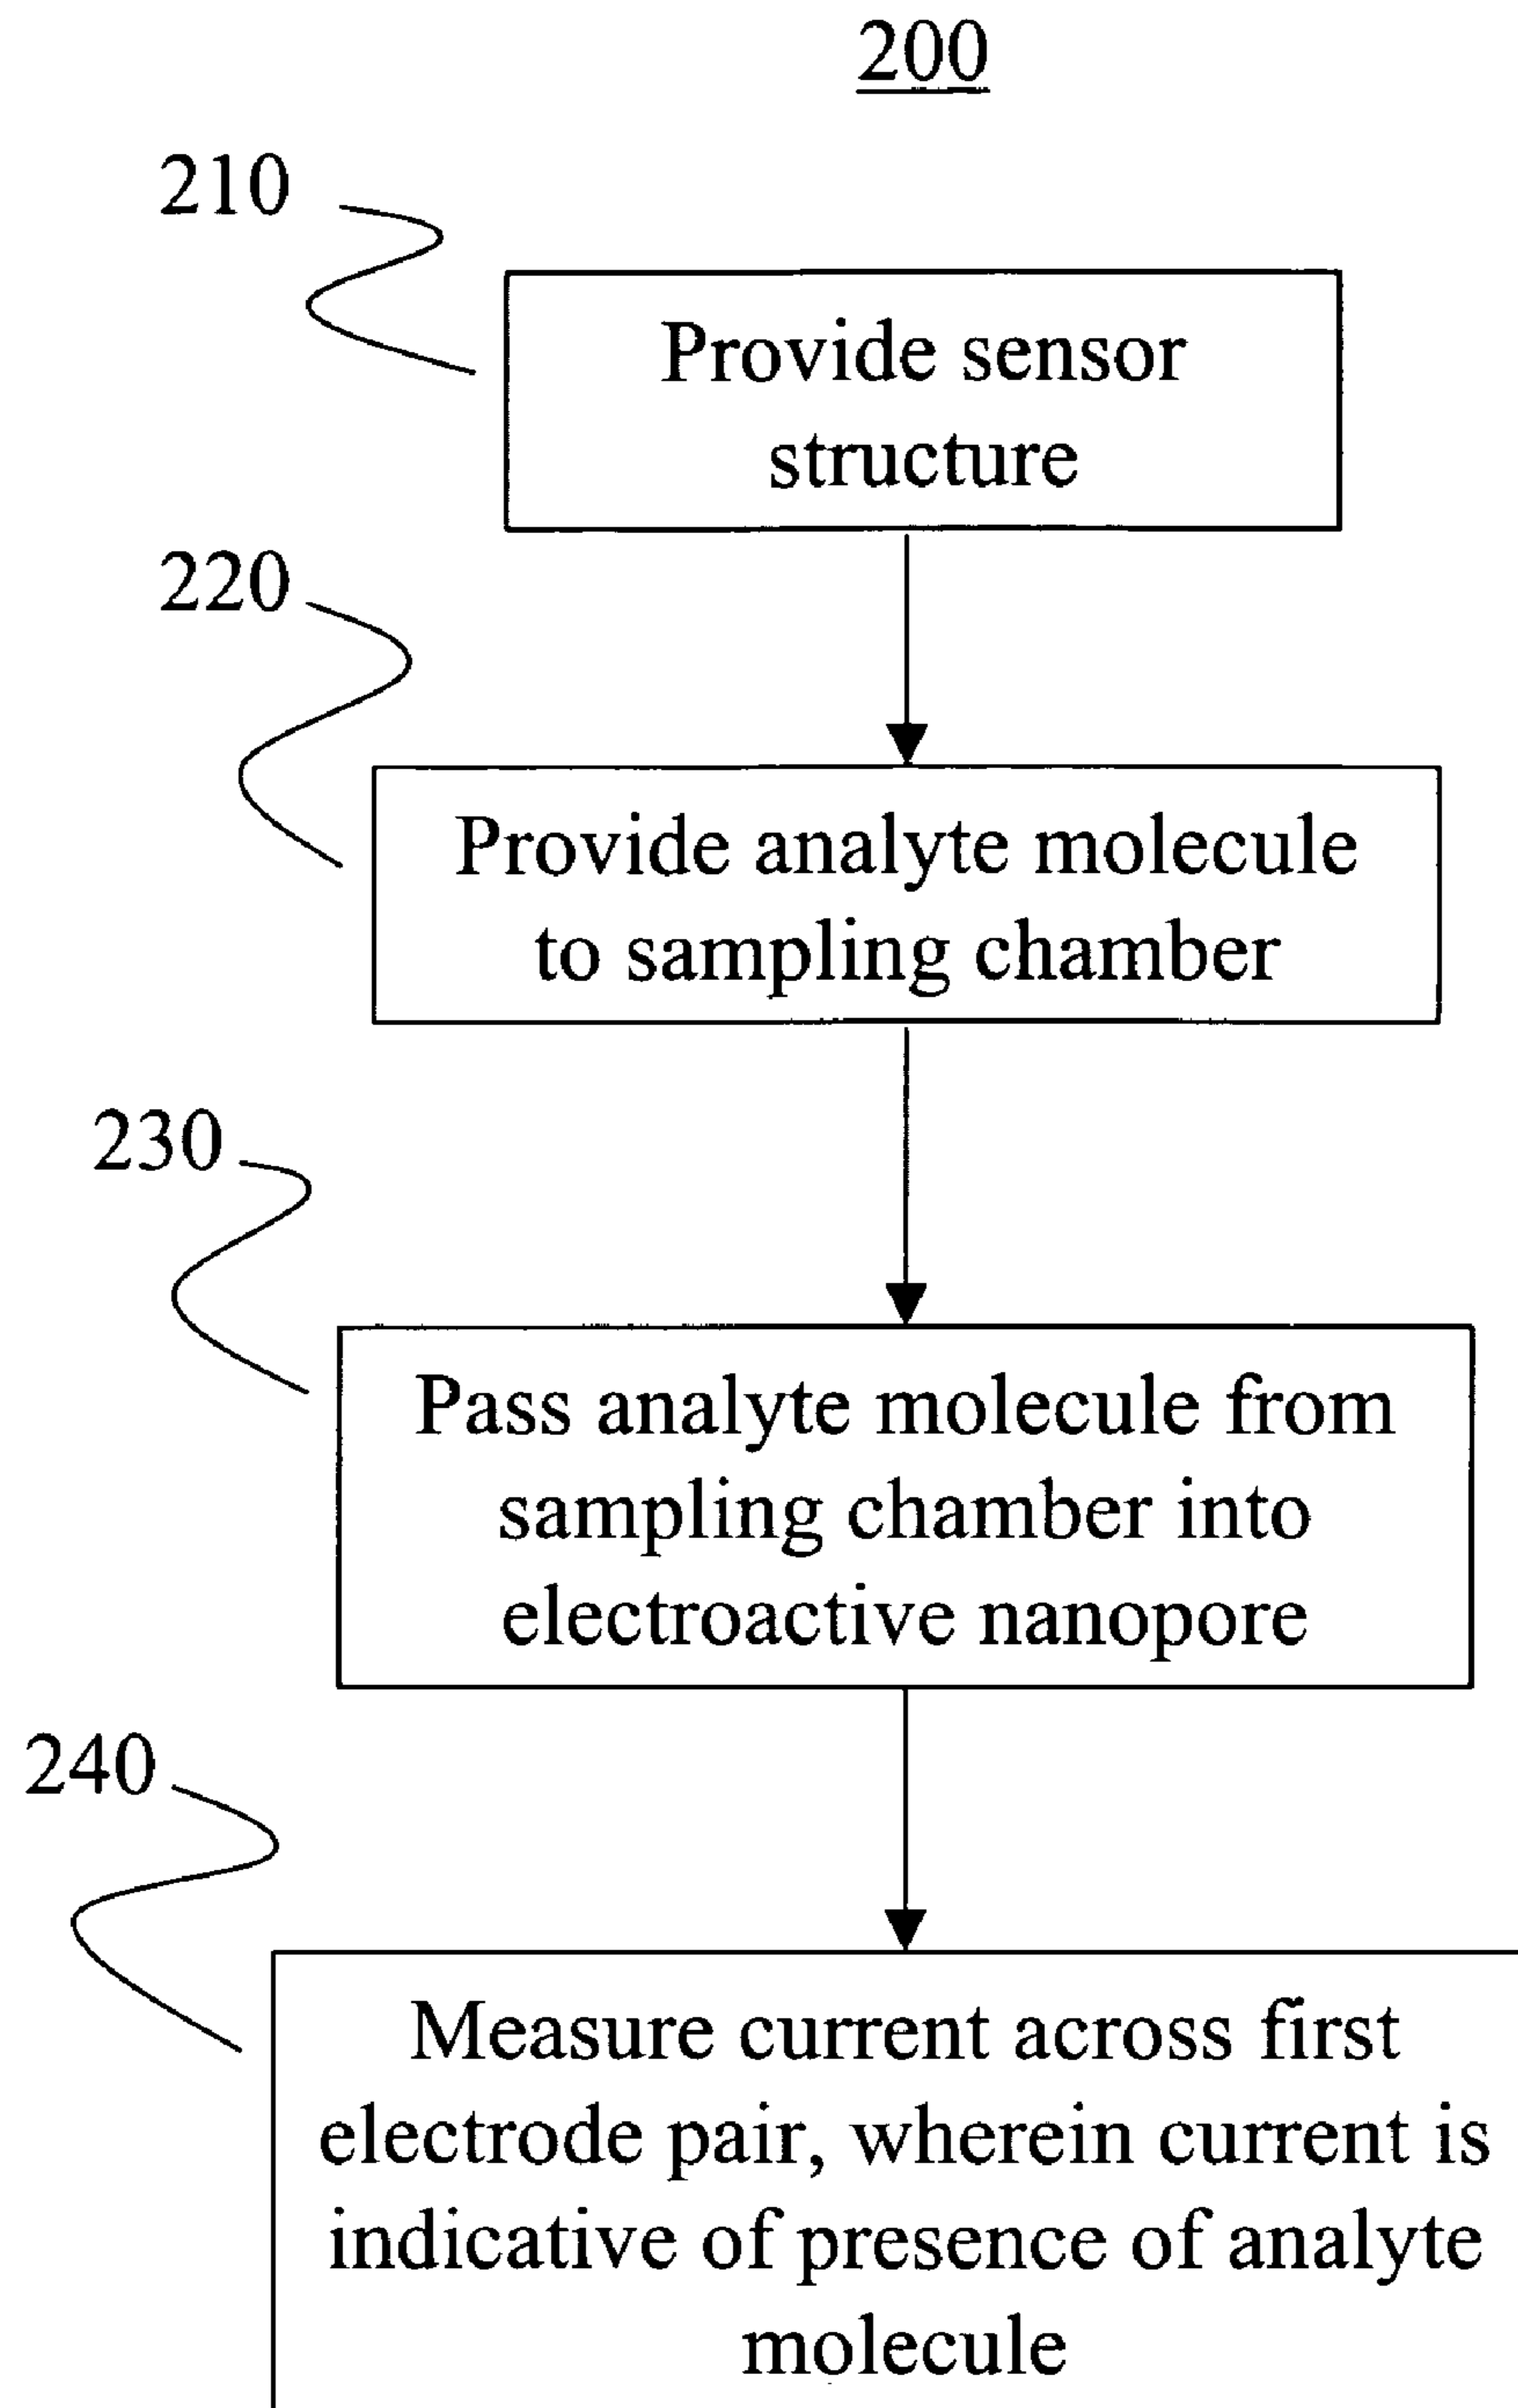 200
210
Provide sensor
structure
220
Provide analyte molecule
to sampling chamber
230
Pass analyte molecule from
sampling chamber into
electroactive nanopore
240
Measure current across first
electrode pair, wherein current is
indicative of presence of analyte
molecule